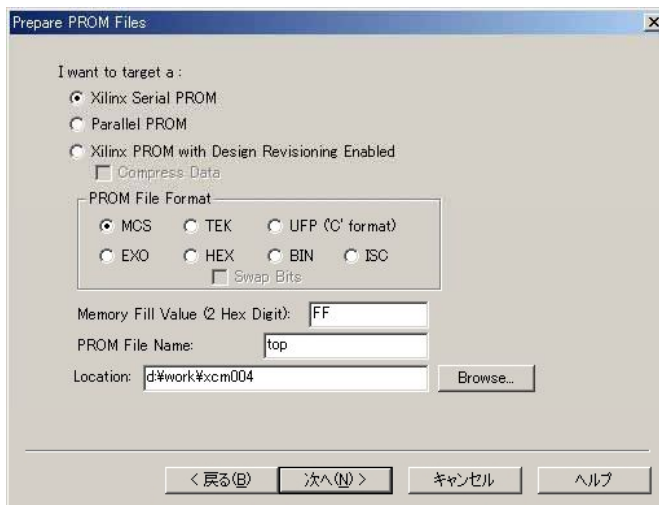 Prepare PROM Files
I want to target a :
Xilinx Serial PROM
Parallel PROM
Xilinx PROM with Design Revisioning Enabled
Compress Data
PROM File Format
MCS TEK UFP ('C' format)
EXO HEX BIN ISC
Swap Bits
Memory Fill Value (2 Hex Digit): FF
PROM File Name: top
Location: d:¥work¥xcm004 Browse...
< 戻る(B) 次へ(N) > キャンセル ヘルプ